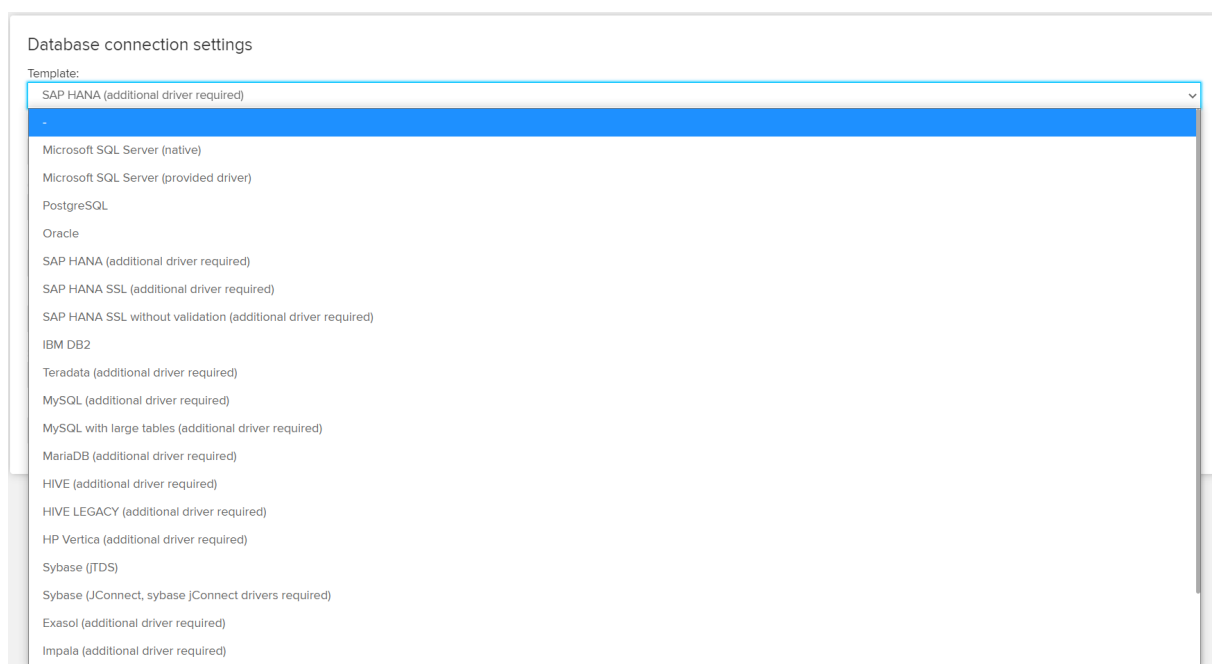 Database connection settings
Template:
SAP HANA (additional driver required)
-
Microsoft SQL Server (native)
Microsoft SQL Server (provided driver)
PostgreSQL
Oracle
SAP HANA (additional driver required)
SAP HANA SSL (additional driver required)
SAP HANA SSL without validation (additional driver required)
IBM DB2
Teradata (additional driver required)
MySQL (additional driver required)
MySQL with large tables (additional driver required)
MariaDB (additional driver required)
HIVE (additional driver required)
HIVE LEGACY (additional driver required)
HP Vertica (additional driver required)
Sybase (jTDS)
Sybase (JConnect, sybase jConnect drivers required)
Exasol (additional driver required)
Impala (additional driver required)